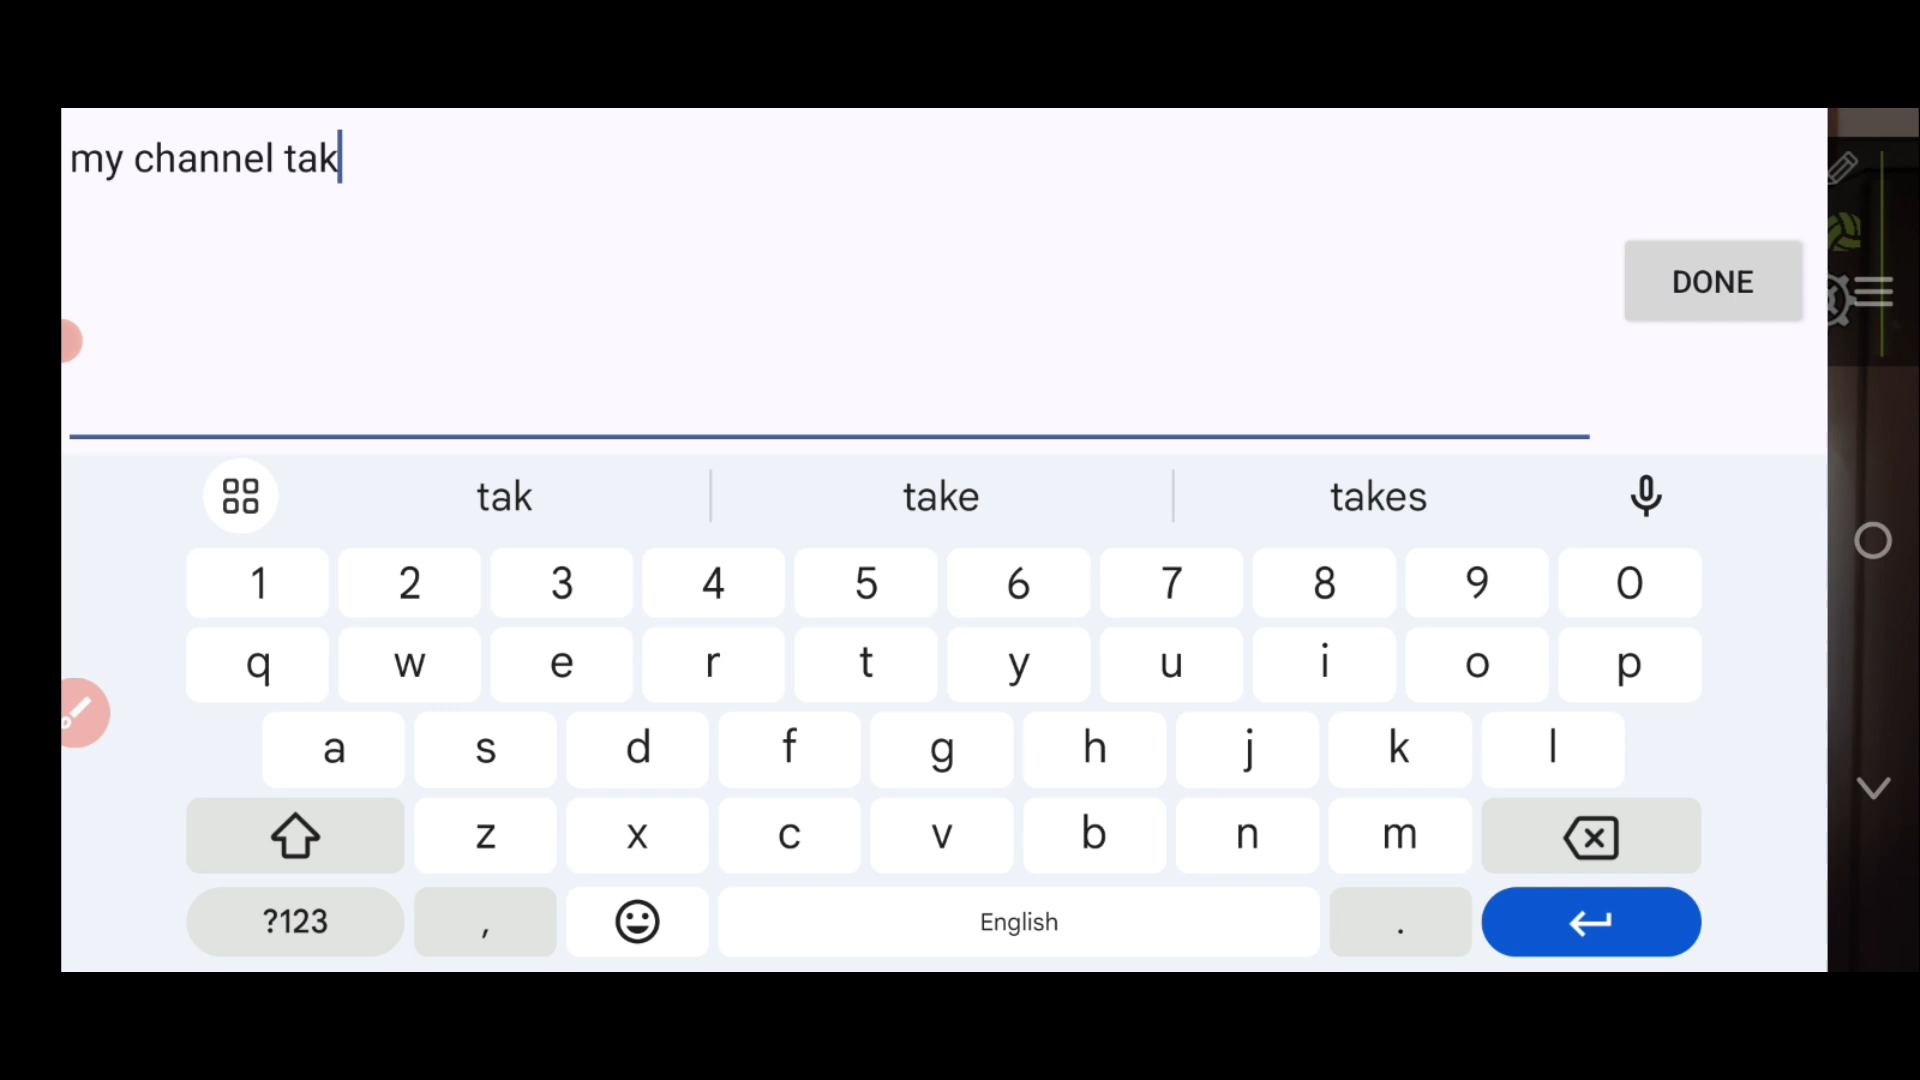 my channel tak
DONE
tak take takes
1 2 3 4 5 6 7 8 9 0
q w e r t y u i o p
a s d f g h j k l
z x c v b n m
?123 , English .